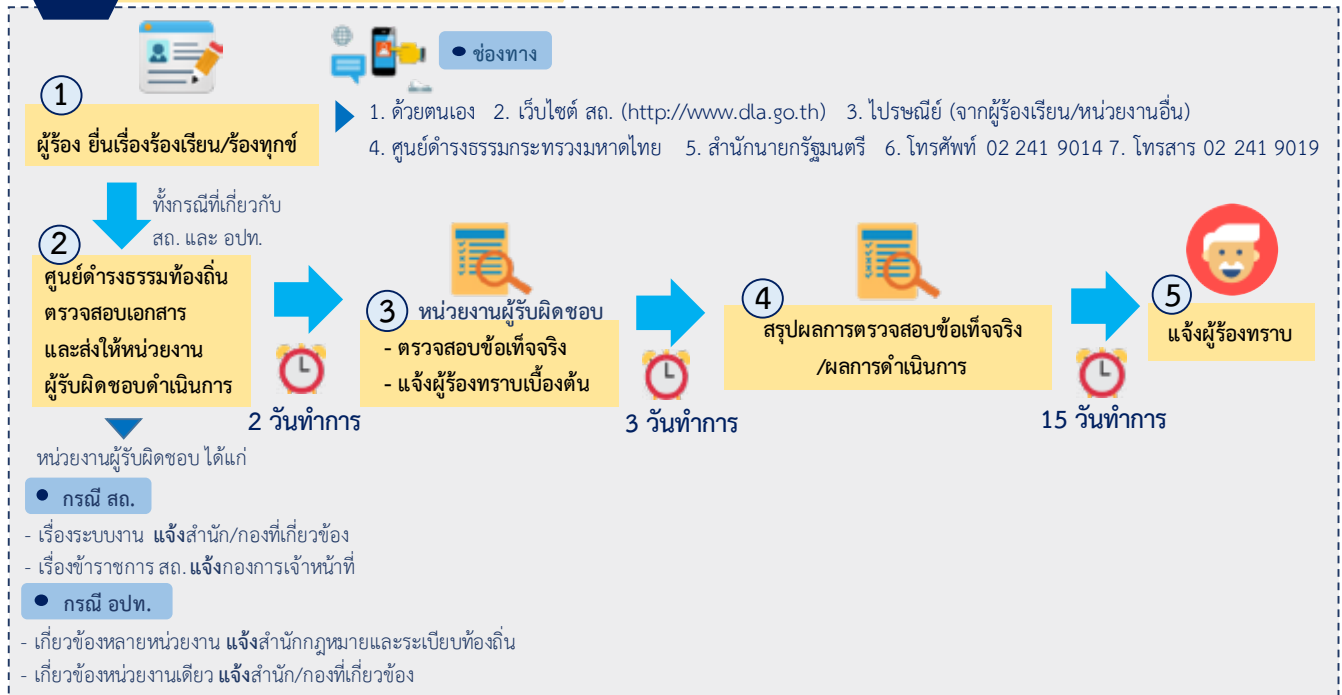 1
ผู้ร้อง ยื่นเรื่องร้องเรียน/ร้องทุกข์
• ช่องทาง
1. ด้วยตนเอง 2. เว็บไซต์ สถ. (http://www.dla.go.th) 3. ไปรษณีย์ (จากผู้ร้องเรียน/หน่วยงานอื่น)
4. ศูนย์ดำรงธรรมกระทรวงมหาดไทย 5. สำนักนายกรัฐมนตรี 6. โทรศัพท์ 02 241 9014 7. โทรสาร 02 241 9019
ทั้งกรณีที่เกี่ยวกับ
สถ. และ อปท.
2
ศูนย์ดำรงธรรมท้องถิ่น
ตรวจสอบเอกสาร
และส่งให้หน่วยงาน
ผู้รับผิดชอบดำเนินการ
2 วันทำการ
3 หน่วยงานผู้รับผิดชอบ
- ตรวจสอบข้อเท็จจริง
- แจ้งผู้ร้องทราบเบื้องต้น
3 วันทำการ
4
สรุปผลการตรวจสอบข้อเท็จจริง
/ผลการดำเนินการ
15 วันทำการ
5
แจ้งผู้ร้องทราบ
หน่วยงานผู้รับผิดชอบ ได้แก่
• กรณี สถ.
- เรื่องระบบงาน แจ้งสำนัก/กองที่เกี่ยวข้อง
- เรื่องข้าราชการ สถ. แจ้งกองการเจ้าหน้าที่
• กรณี อปท.
- เกี่ยวข้องหลายหน่วยงาน แจ้งสำนักกฎหมายและระเบียบท้องถิ่น
- เกี่ยวข้องหน่วยงานเดียว แจ้งสำนัก/กองที่เกี่ยวข้อง